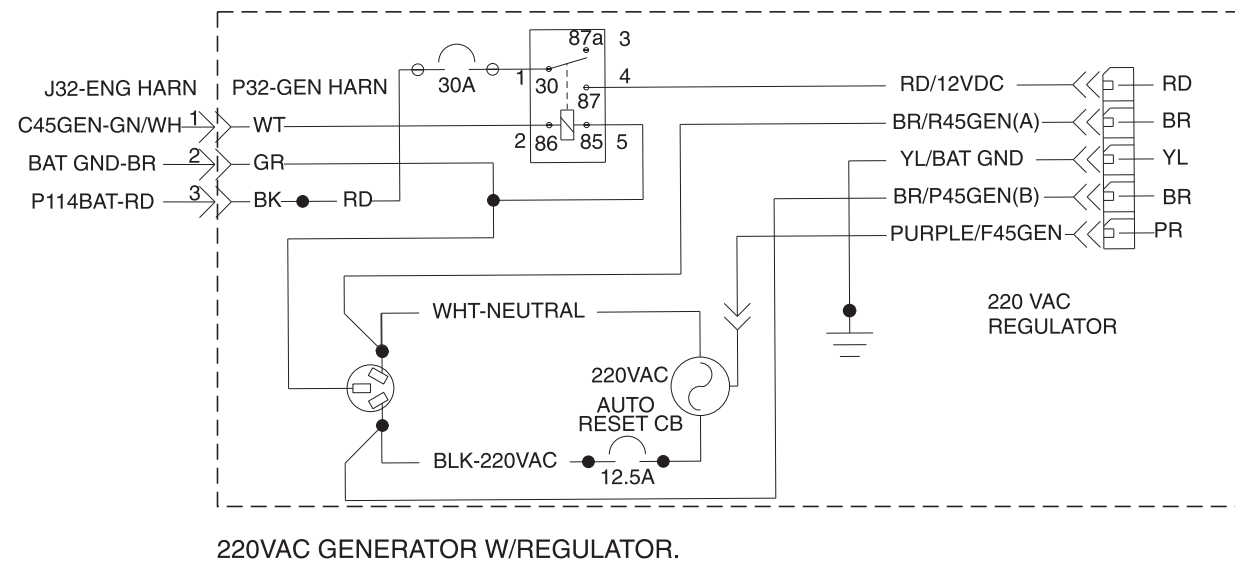 87a 3
J32-ENG HARN P32-GEN HARN 30A 1 30 4 RD/12VDC RD
87
C45GEN-GN/WH 1 WT 2 86 85 5 BR/R45GEN(A) BR
BAT GND-BR 2 GR YL/BAT GND YL
P114BAT-RD 3 BK RD BR/P45GEN(B) BR
PURPLE/F45GEN PR
WHT-NEUTRAL 220 VAC
REGULATOR
220VAC
AUTO
RESET CB
BLK-220VAC
12.5A
220VAC GENERATOR W/REGULATOR.